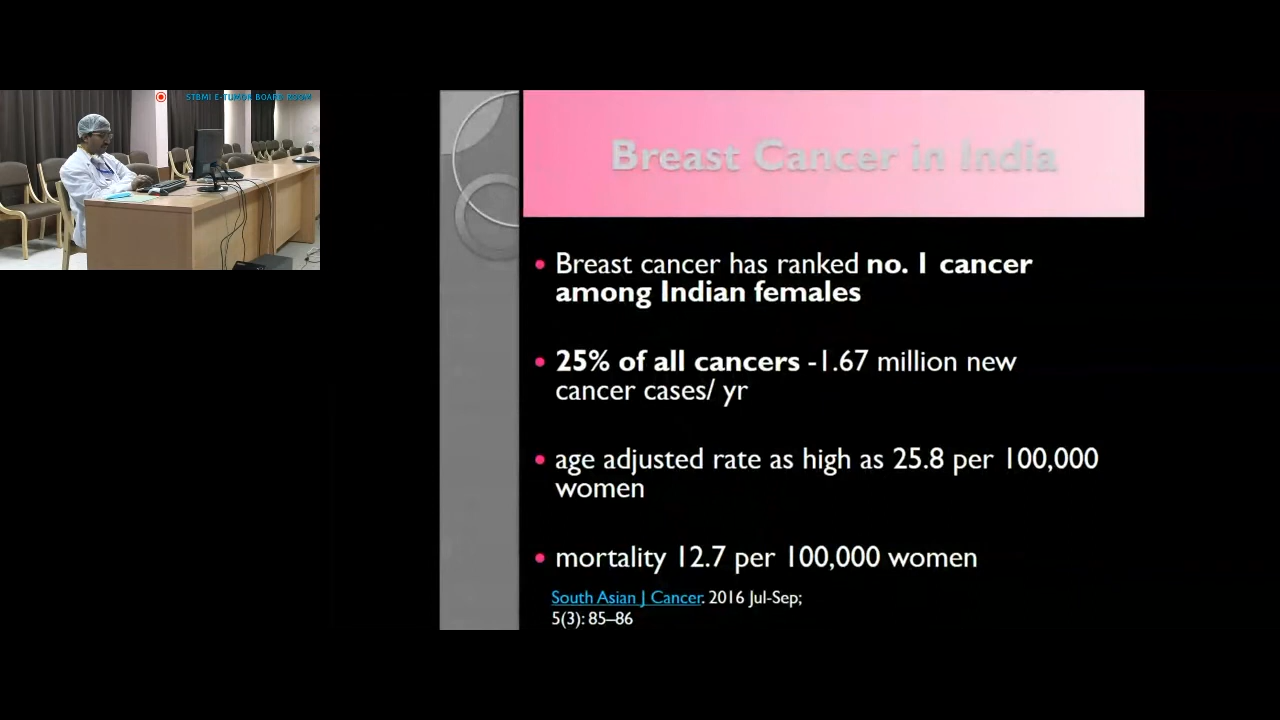 STBMI E-TUMOR BOARD ROOM
Breast Cancer in India
Breast cancer has ranked no. 1 cancer
among Indian females
25% of all cancers -1.67 million new
cancer cases/ yr
age adjusted rate as high as 25.8 per 100,000
women
mortality 12.7 per 100,000 women
South Asian J Cancer. 2016 Jul-Sep;
5(3): 85–86